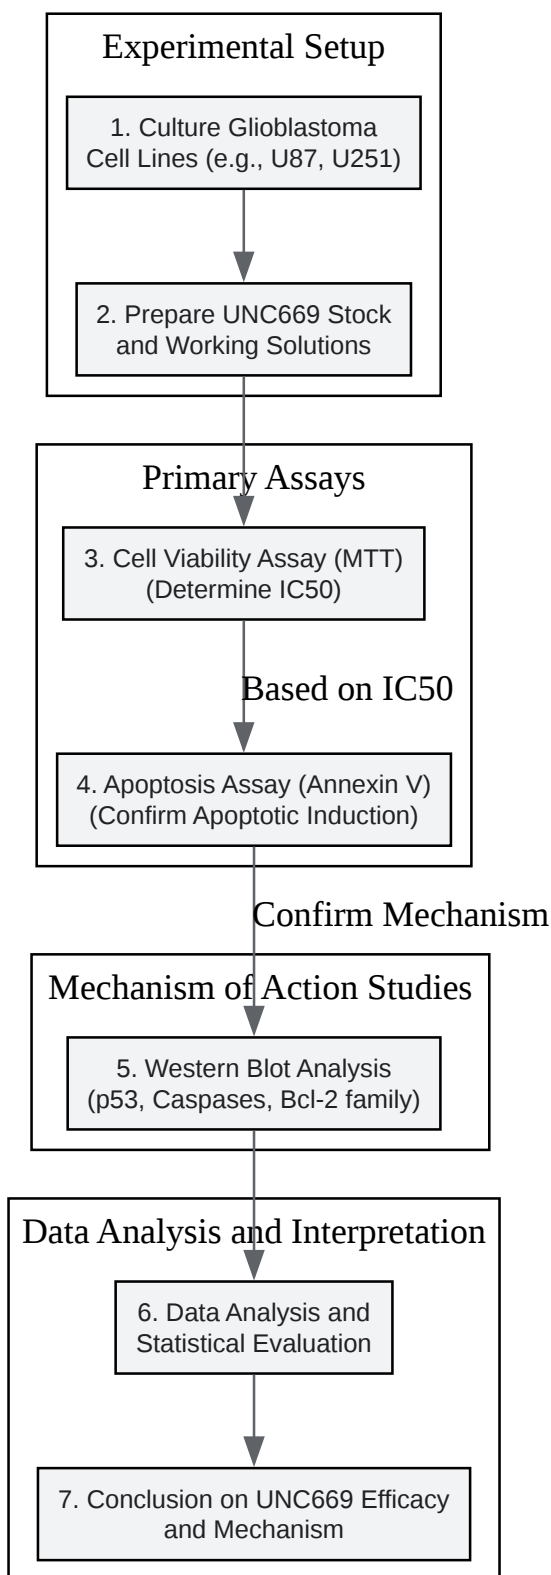 Experimental Setup
1. Culture Glioblastoma
Cell Lines (e.g., U87, U251)
2. Prepare UNC669 Stock
and Working Solutions
Primary Assays
3. Cell Viability Assay (MTT)
(Determine IC50)
Based on IC50
4. Apoptosis Assay (Annexin V)
(Confirm Apoptotic Induction)
Confirm Mechanism
Mechanism of Action Studies
5. Western Blot Analysis
(p53, Caspases, Bcl-2 family)
Data Analysis and Interpretation
6. Data Analysis and
Statistical Evaluation
7. Conclusion on UNC669 Efficacy
and Mechanism